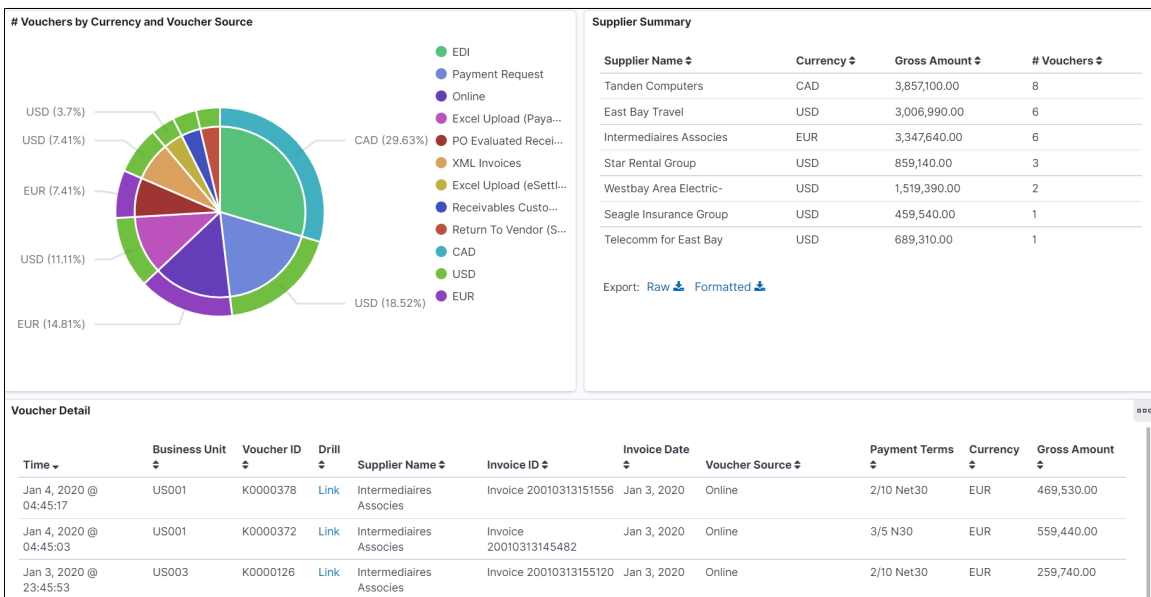 # Vouchers by Currency and Voucher Source
USD (3.7%)
USD (7.41%)
EUR (7.41%)
USD (11.11%)
EUR (14.81%)
CAD (29.63%)
USD (18.52%)
EDI
Payment Request
Online
Excel Upload (Paya...
PO Evaluated Recei...
XML Invoices
Excel Upload (eSettl...
Receivables Custo...
Return To Vendor (S...
CAD
USD
EUR
Supplier Summary
Supplier Name Currency Gross Amount # Vouchers
Tanden Computers CAD 3,857,100.00 8
East Bay Travel USD 3,006,990.00 6
Intermediaires Associes EUR 3,347,640.00 6
Star Rental Group USD 859,140.00 3
Westbay Area Electric- USD 1,519,390.00 2
Seagle Insurance Group USD 459,540.00 1
Telecomm for East Bay USD 689,310.00 1
Export: Raw Formatted
Voucher Detail
Time Business Unit Voucher ID Drill Supplier Name Invoice ID Invoice Date Voucher Source Payment Terms Currency Gross Amount
Jan 4, 2020 @ US001 K0000378 Link Intermediaires Invoice 20010313151556 Jan 3, 2020 Online 2/10 Net30 EUR 469,530.00
04:45:17 Associes
Jan 4, 2020 @ US001 K0000372 Link Intermediaires Invoice Jan 3, 2020 Online 3/5 N30 EUR 559,440.00
04:45:03 Associes 20010313145482
Jan 3, 2020 @ US003 K0000126 Link Intermediaires Invoice 20010313155120 Jan 3, 2020 Online 2/10 Net30 EUR 259,740.00
23:45:53 Associes